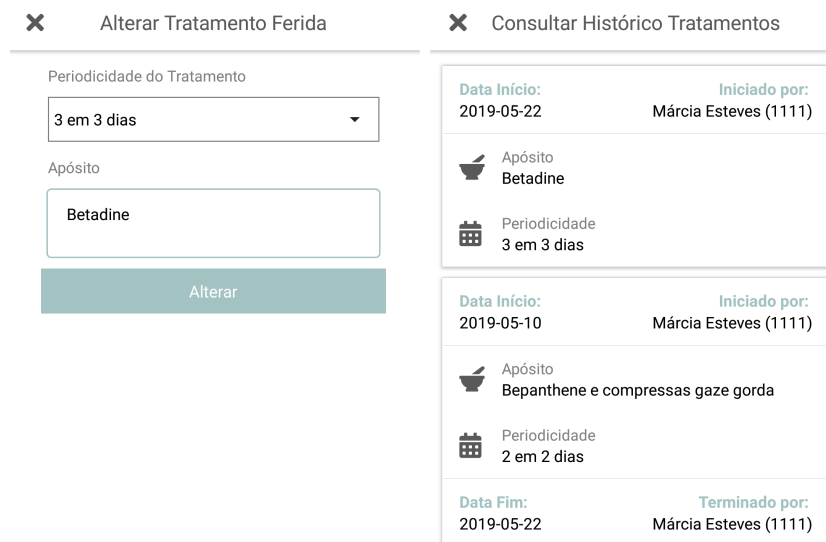 Alterar Tratamento Ferida
Periodicidade do Tratamento
3 em 3 dias
Apósito
Betadine
Alterar
Consultar Histórico Tratamentos
Data Início: Iniciado por:
2019-05-22 Márcia Esteves (1111)
Apósito
Betadine
Periodicidade
3 em 3 dias
Data Início: Iniciado por:
2019-05-10 Márcia Esteves (1111)
Apósito
Bepanthene e compressas gaze gorda
Periodicidade
2 em 2 dias
Data Fim: Terminado por:
2019-05-22 Márcia Esteves (1111)